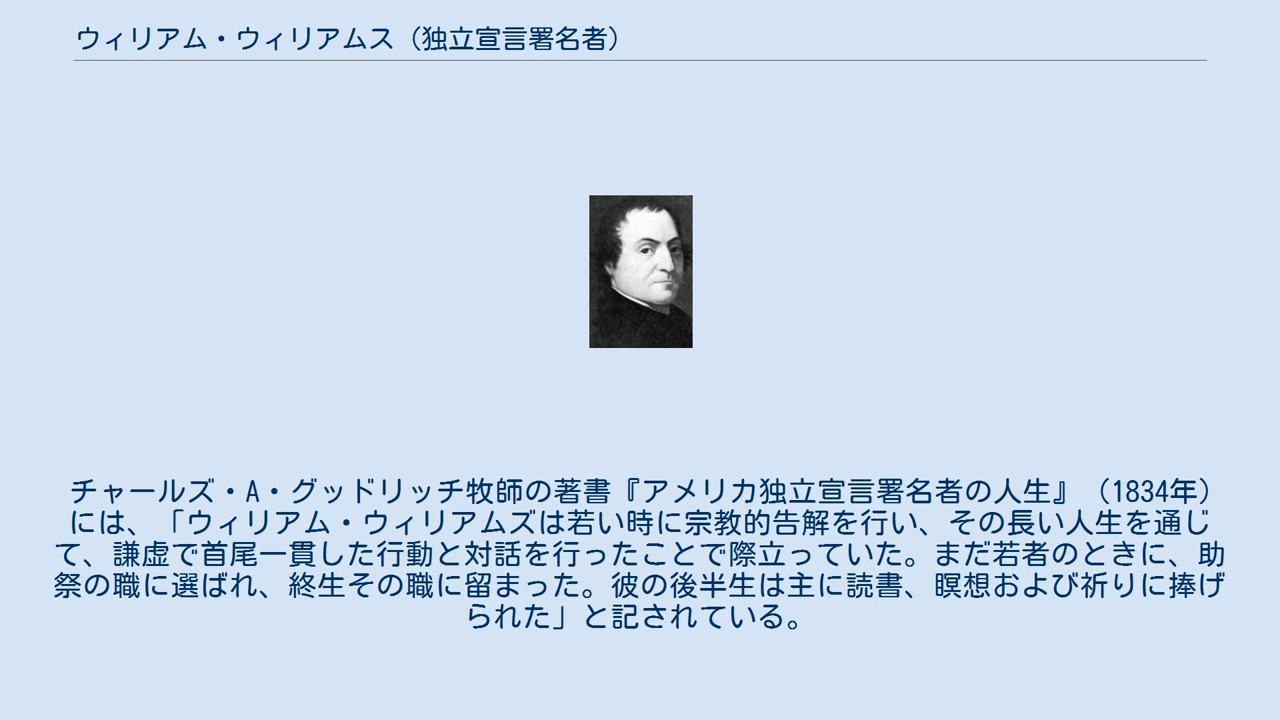 ウィリアム・ウィリアムス（独立宣言署名者）
チャールズ・A・グッドリッチ牧師の著書『アメリカ独立宣言署名者の人生』（1834年）
には、「ウィリアム・ウィリアムズは若い時に宗教的告解を行い、その長い人生を通じ
て、謙虚で首尾一貫した行動と対話を行ったことで際立っていた。まだ若者のときに、助
祭の職に選ばれ、終生その職に留まった。彼の後半生は主に読書、瞑想および祈りに捧げ
られた」と記されている。